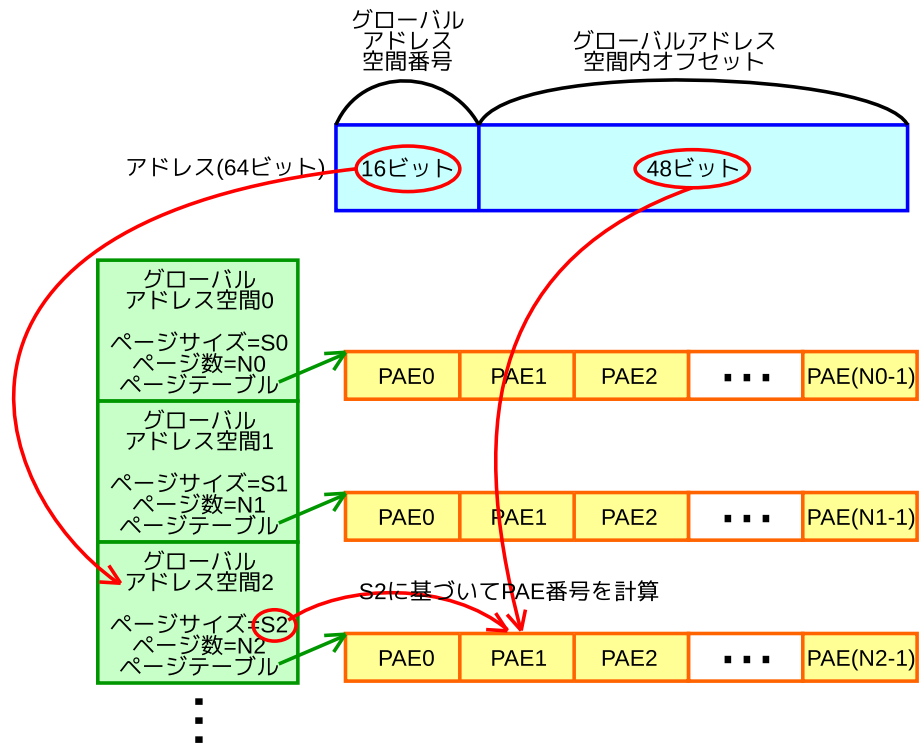 グローバル
アドレス
空間番号
グローバルアドレス
空間内オフセット
アドレス(64ビット)
16ビット
48ビット
グローバル
アドレス空間0
ページサイズ=S0
ページ数=N0
ページテーブル
PAE0
PAE1
PAE2
PAE(N0-1)
グローバル
アドレス空間1
ページサイズ=S1
ページ数=N1
ページテーブル
PAE0
PAE1
PAE2
PAE(N1-1)
グローバル
アドレス空間2
ページサイズ=S2
ページ数=N2
ページテーブル
S2に基づいてPAE番号を計算
PAE0
PAE1
PAE2
PAE(N2-1)